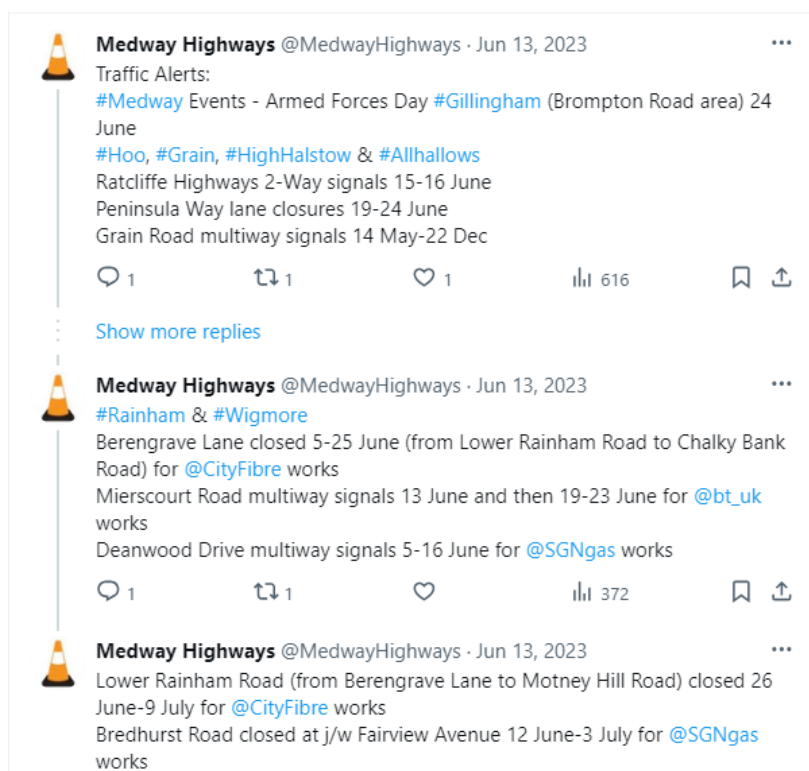 Medway Highways @MedwayHighways · Jun 13, 2023
Traffic Alerts:
#Medway Events - Armed Forces Day #Gillingham (Brompton Road area) 24
June
#Hoo, #Grain, #HighHalstow & #Allhallows
Ratcliffe Highways 2-Way signals 15-16 June
Peninsula Way lane closures 19-24 June
Grain Road multiway signals 14 May-22 Dec
1 1 1 616
Show more replies
Medway Highways @MedwayHighways · Jun 13, 2023
#Rainham & #Wigmore
Berengrave Lane closed 5-25 June (from Lower Rainham Road to Chalky Bank
Road) for @CityFibre works
Mierscourt Road multiway signals 13 June and then 19-23 June for @bt_uk
works
Deanwood Drive multiway signals 5-16 June for @SGNgas works
1 1 372
Medway Highways @MedwayHighways · Jun 13, 2023
Lower Rainham Road (from Berengrave Lane to Motney Hill Road) closed 26
June-9 July for @CityFibre works
Bredhurst Road closed at j/w Fairview Avenue 12 June-3 July for @SGNgas
works